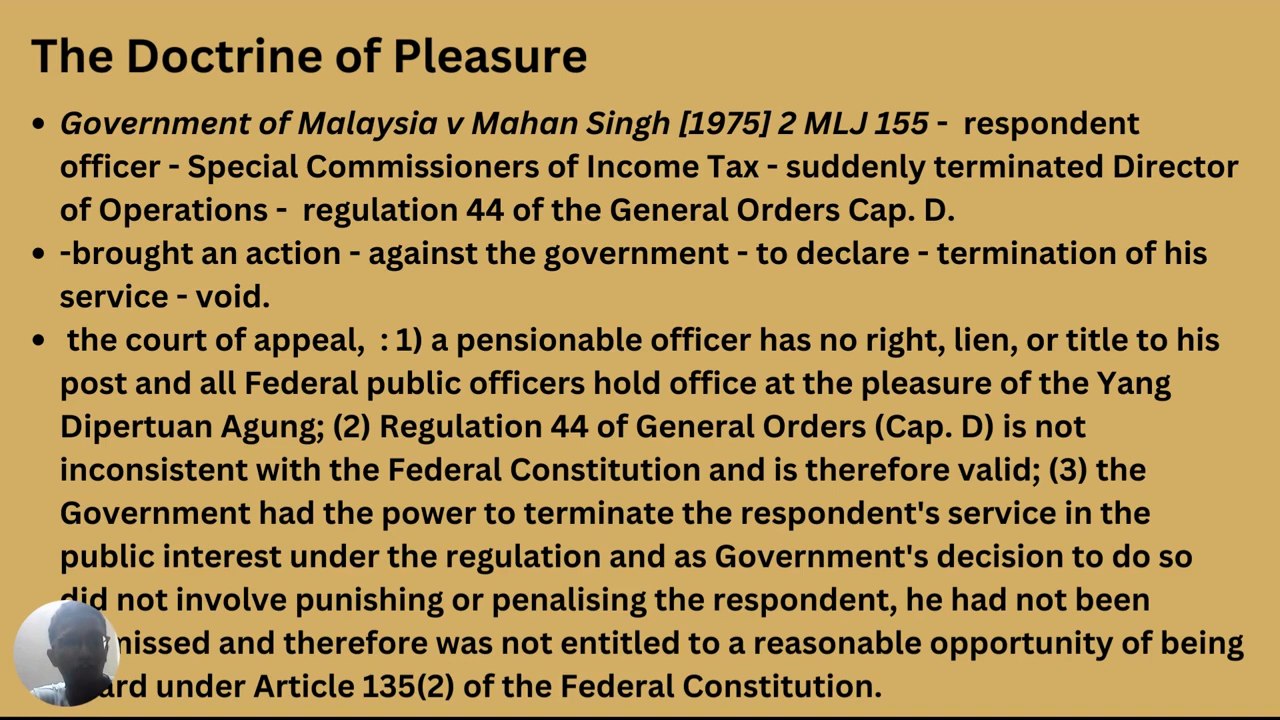 The Doctrine of Pleasure
• Government of Malaysia v Mahan Singh [1975] 2 MLJ 155 - respondent
officer - Special Commissioners of Income Tax - suddenly terminated Director
of Operations - regulation 44 of the General Orders Cap. D.
• -brought an action - against the government - to declare - termination of his
service - void.
• the court of appeal, : 1) a pensionable officer has no right, lien, or title to his
post and all Federal public officers hold office at the pleasure of the Yang
Dipertuan Agung; (2) Regulation 44 of General Orders (Cap. D) is not
inconsistent with the Federal Constitution and is therefore valid; (3) the
Government had the power to terminate the respondent's service in the
public interest under the regulation and as Government's decision to do so
did not involve punishing or penalising the respondent, he had not been
and therefore was not entitled to a reasonable opportunity of being
under Article 135(2) of the Federal Constitution.